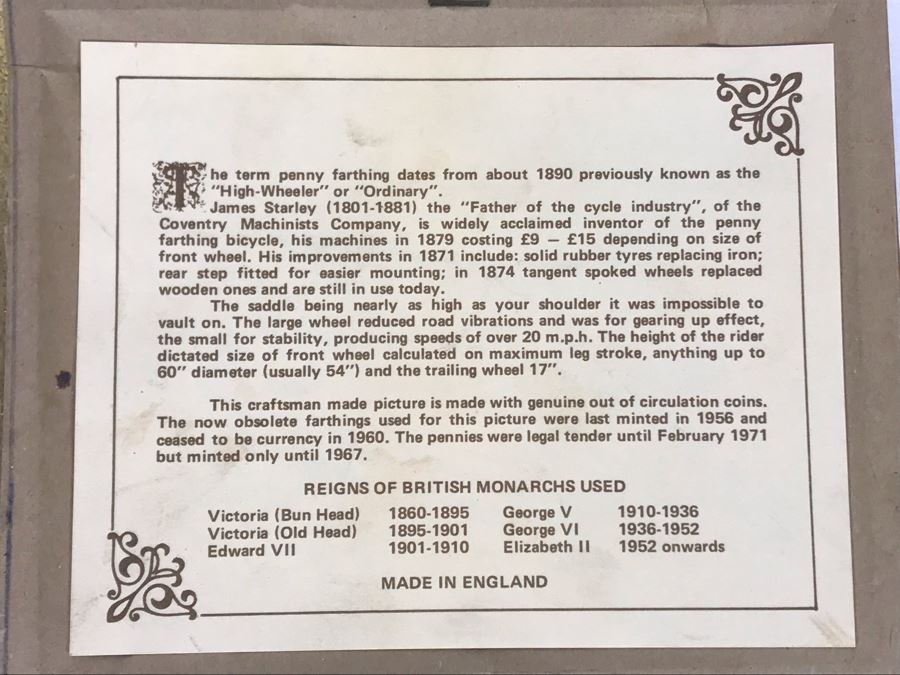 The term penny farthing dates from about 1890 previously known as the
"High-Wheeler" or "Ordinary".
James Starley (1801-1881) the "Father of the cycle industry", of the
Coventry Machinists Company, is widely acclaimed inventor of the penny
farthing bicycle, his machines in 1879 costing £9 — £15 depending on size of
front wheel. His improvements in 1871 include: solid rubber tyres replacing iron;
rear step fitted for easier mounting; in 1874 tangent spoked wheels replaced
wooden ones and are still in use today.
The saddle being nearly as high as your shoulder it was impossible to
vault on. The large wheel reduced road vibrations and was for gearing up effect,
the small for stability, producing speeds of over 20 m.p.h. The height of the rider
dictated size of front wheel calculated on maximum leg stroke, anything up to
60" diameter (usually 54") and the trailing wheel 17".
This craftsman made picture is made with genuine out of circulation coins.
The now obsolete farthings used for this picture were last minted in 1956 and
ceased to be currency in 1960. The pennies were legal tender until February 1971
but minted only until 1967.
REIGNS OF BRITISH MONARCHS USED
Victoria (Bun Head) 1860-1895 George V 1910-1936
Victoria (Old Head) 1895-1901 George VI 1936-1952
Edward VII 1901-1910 Elizabeth II 1952 onwards
MADE IN ENGLAND